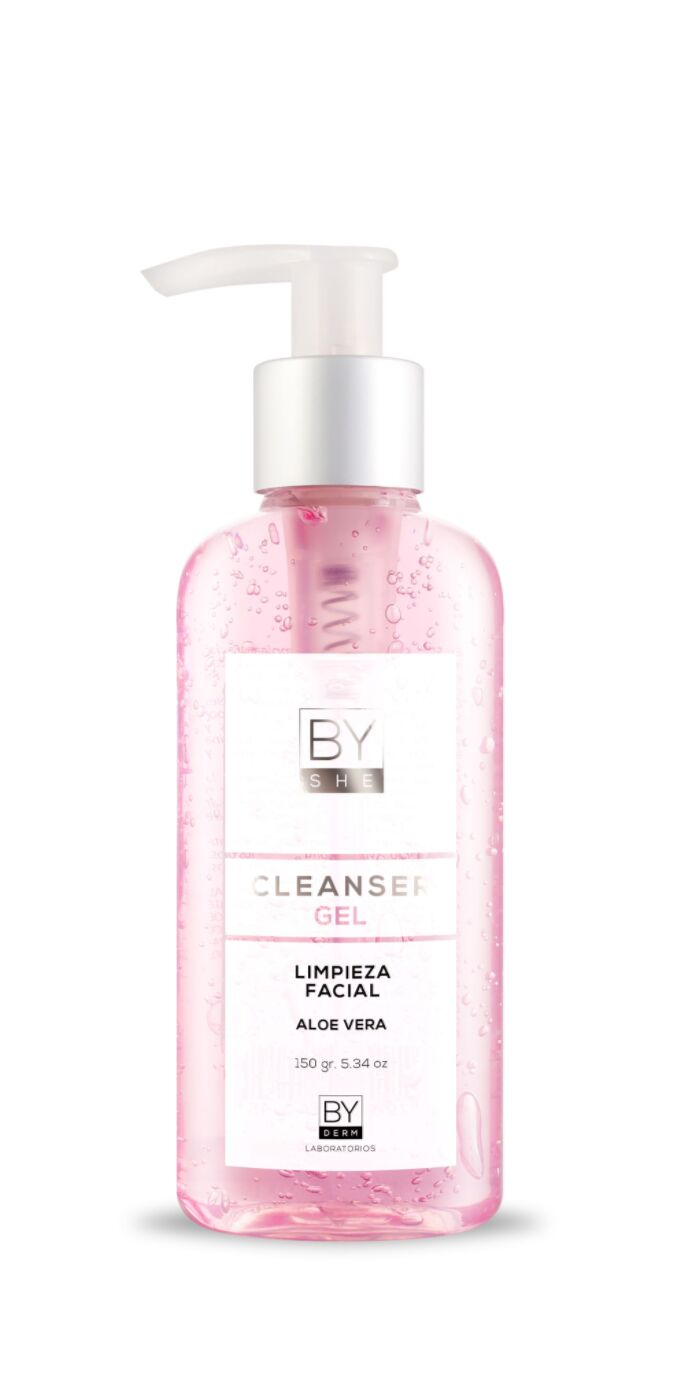 BY
SHE
CLEANSER
GEL
LIMPIEZA
FACIAL
ALOE VERA
150 gr. 5.34 oz
BY
DERM
LABORATORIOS